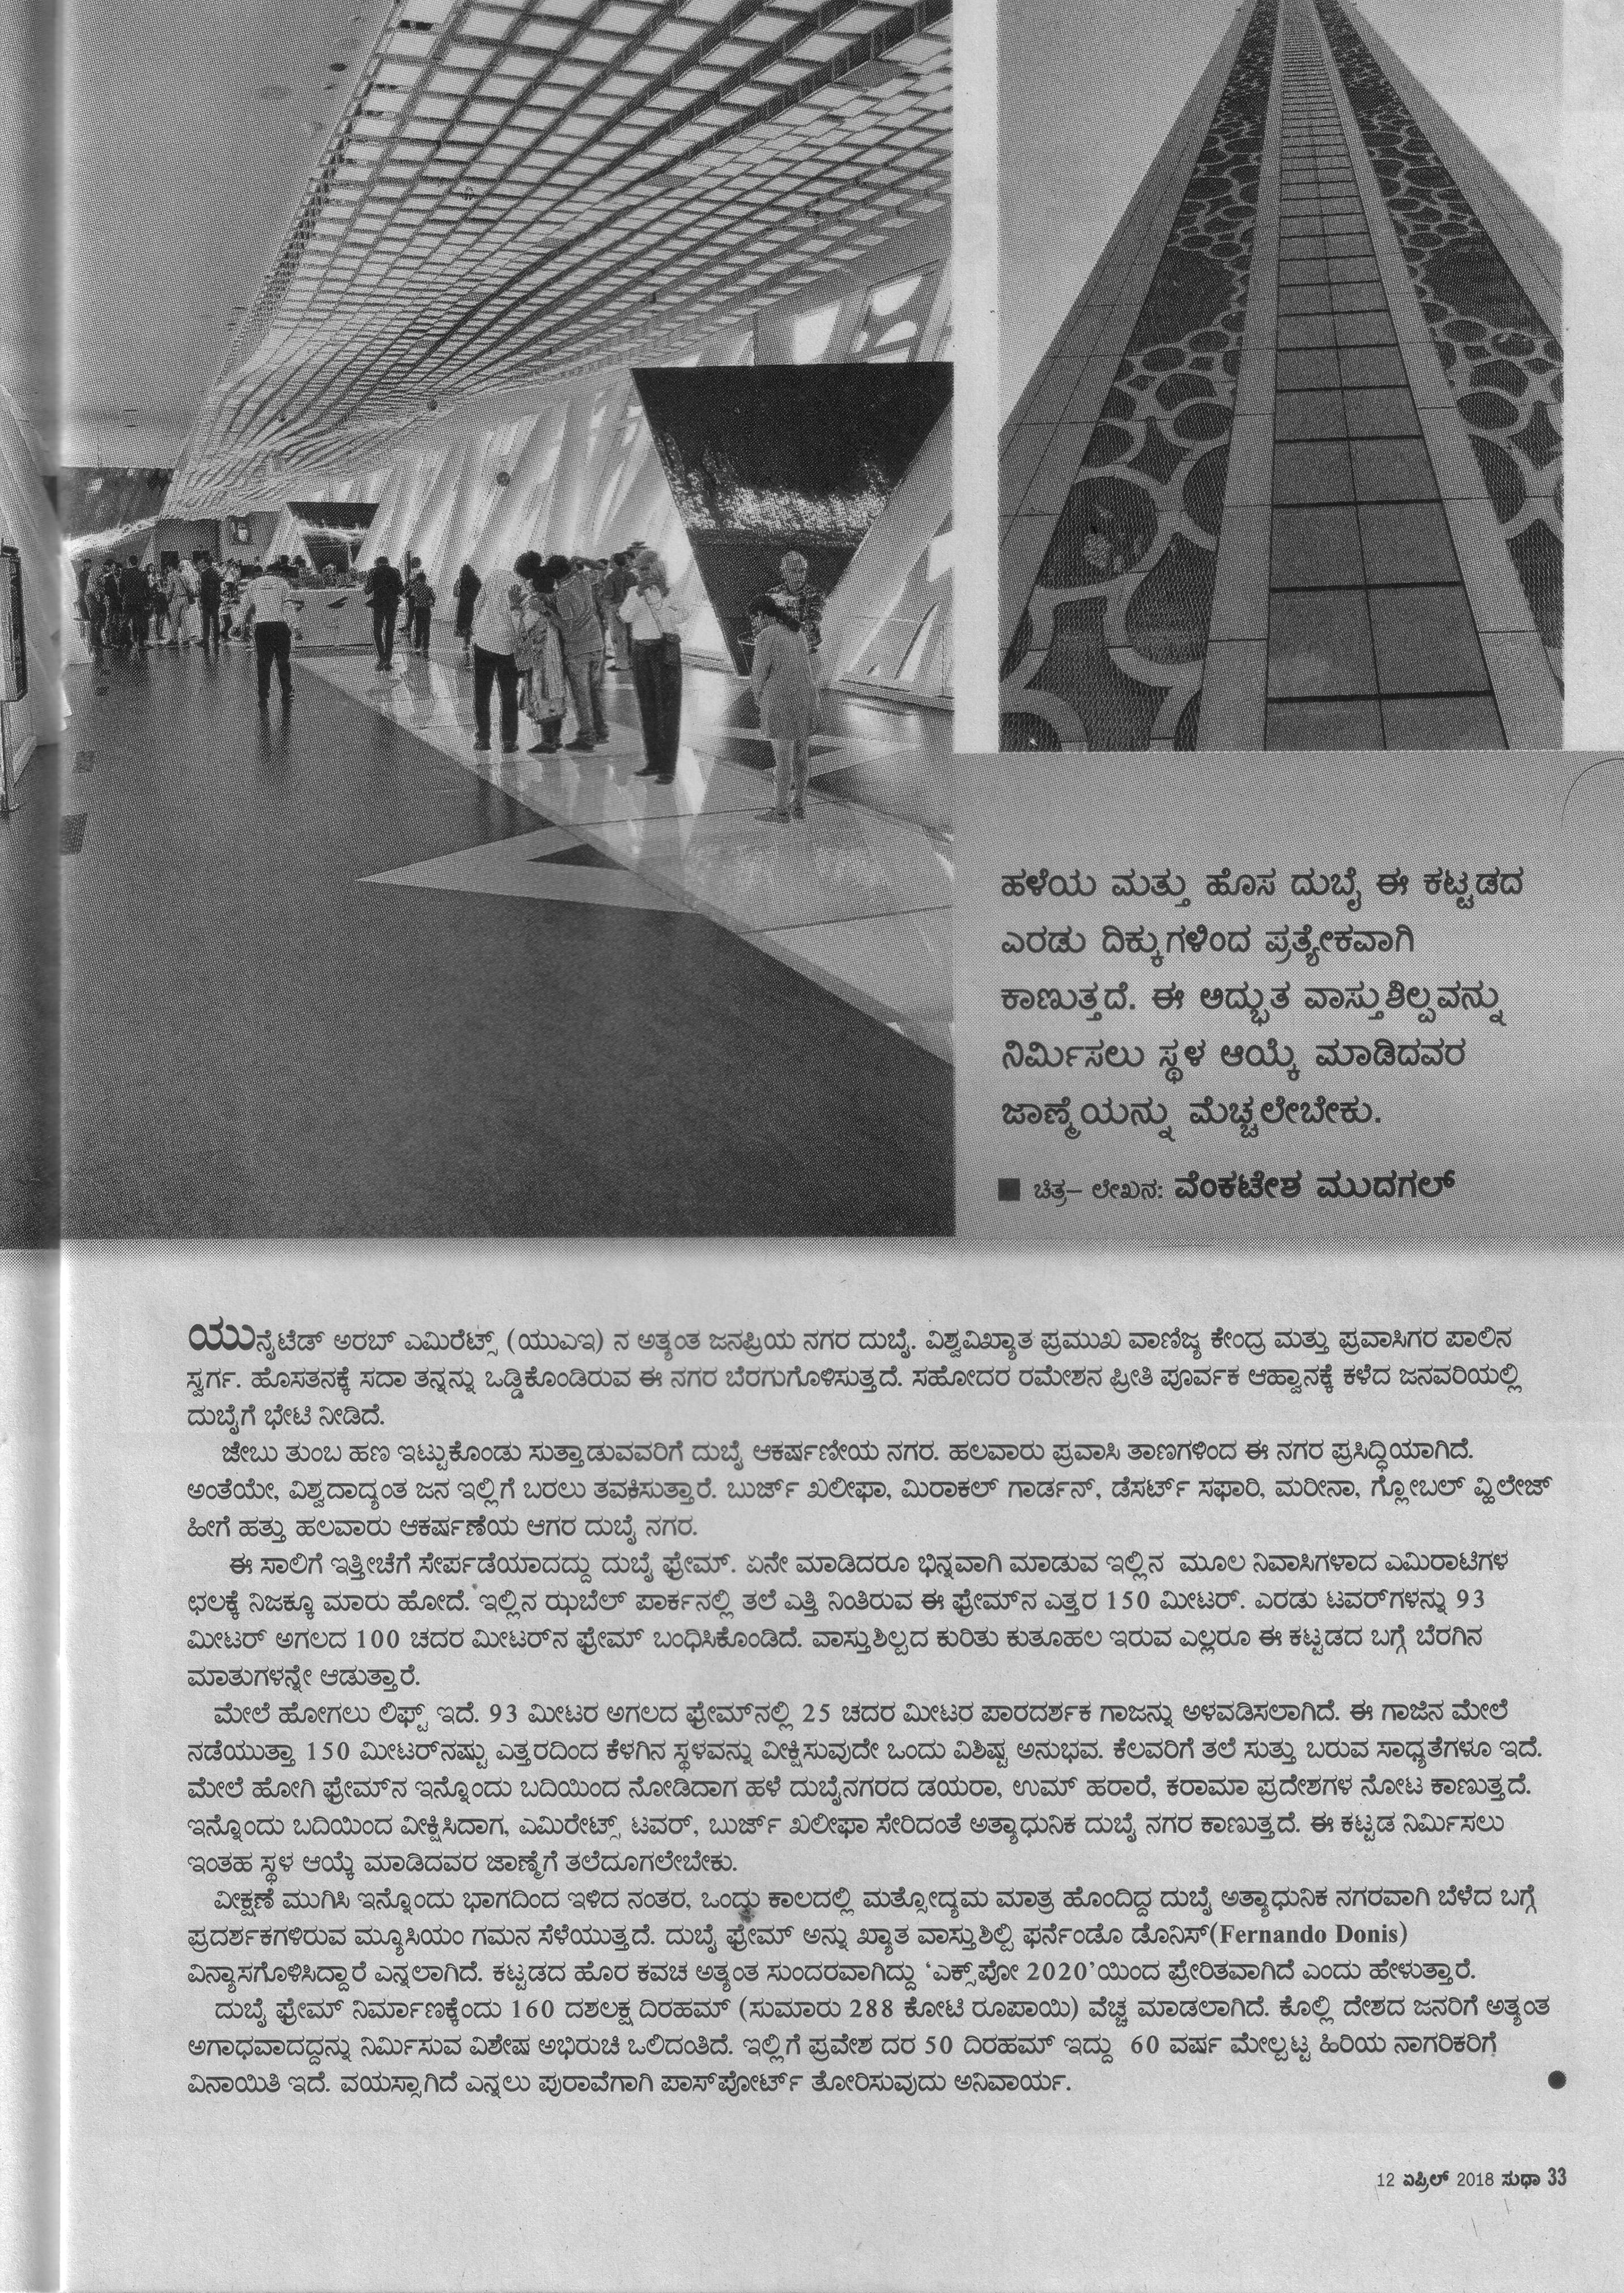 ಹಳೆಯ ಮತ್ತು ಹೊಸ ದುಬೈ ಈ ಕಟ್ಟಡದ
ಎರಡು ದಿಕ್ಕುಗಳಿಂದ ಪ್ರತ್ಯೇಕವಾಗಿ
ಕಾಣುತ್ತದೆ. ಈ ಅದ್ಭುತ ವಾಸ್ತುಶಿಲ್ಪವನ್ನು
ನಿರ್ಮಿಸಲು ಸ್ಥಳ ಆಯ್ಕೆ ಮಾಡಿದವರ
ಜಾಣ್ಮೆಯನ್ನು ಮೆಚ್ಚಲೇಬೇಕು.
■ ಚಿತ್ರ– ಲೇಖನ: ವೆಂಕಟೇಶ ಮುದಗಲ್
ಯುನೈಟೆಡ್ ಅರಬ್ ಎಮಿರೆಟ್ಸ್ (ಯುಎಇ) ನ ಅತ್ಯಂತ ಜನಪ್ರಿಯ ನಗರ ದುಬೈ. ವಿಶ್ವವಿಖ್ಯಾತ ಪ್ರಮುಖ ವಾಣಿಜ್ಯ ಕೇಂದ್ರ ಮತ್ತು ಪ್ರವಾಸಿಗರ ಪಾಲಿನ
ಸ್ವರ್ಗ. ಹೊಸತನಕ್ಕೆ ಸದಾ ತನ್ನನ್ನು ಒಡ್ಡಿಕೊಂಡಿರುವ ಈ ನಗರ ಬೆರಗುಗೊಳಿಸುತ್ತದೆ. ಸಹೋದರ ರಮೇಶನ ಪ್ರೀತಿ ಪೂರ್ವಕ ಆಹ್ವಾನಕ್ಕೆ ಕಳೆದ ಜನವರಿಯಲ್ಲಿ
ದುಬೈಗೆ ಭೇಟಿ ನೀಡಿದೆ.
ಜೇಬು ತುಂಬ ಹಣ ಇಟ್ಟುಕೊಂಡು ಸುತ್ತಾಡುವವರಿಗೆ ದುಬೈ ಆಕರ್ಷಣೀಯ ನಗರ. ಹಲವಾರು ಪ್ರವಾಸಿ ತಾಣಗಳಿಂದ ಈ ನಗರ ಪ್ರಸಿದ್ಧಿಯಾಗಿದೆ.
ಅಂತೆಯೇ, ವಿಶ್ವದಾದ್ಯಂತ ಜನ ಇಲ್ಲಿಗೆ ಬರಲು ತವಕಿಸುತ್ತಾರೆ. ಬುರ್ಜ್ ಖಲೀಫಾ, ಮಿರಾಕಲ್ ಗಾರ್ಡನ್, ಡೆಸರ್ಟ್ ಸಫಾರಿ, ಮರೀನಾ, ಗ್ಲೋಬಲ್ ವ್ಹಿಲೇಜ್
ಹೀಗೆ ಹತ್ತು ಹಲವಾರು ಆಕರ್ಷಣೆಯ ಆಗರ ದುಬೈ ನಗರ.
ಈ ಸಾಲಿಗೆ ಇತ್ತೀಚೆಗೆ ಸೇರ್ಪಡೆಯಾದದ್ದು ದುಬೈ ಫ್ರೇಮ್. ಏನೇ ಮಾಡಿದರೂ ಭಿನ್ನವಾಗಿ ಮಾಡುವ ಇಲ್ಲಿನ ಮೂಲ ನಿವಾಸಿಗಳಾದ ಎಮಿರಾಟಿಗಳ
ಛಲಕ್ಕೆ ನಿಜಕ್ಕೂ ಮಾರು ಹೋದೆ. ಇಲ್ಲಿನ ಝಬೆಲ್ ಪಾರ್ಕನಲ್ಲಿ ತಲೆ ಎತ್ತಿ ನಿಂತಿರುವ ಈ ಫ್ರೇಮ್‌ನ ಎತ್ತರ 150 ಮೀಟರ್. ಎರಡು ಟವರ್‌ಗಳನ್ನು 93
ಮೀಟರ್ ಅಗಲದ 100 ಚದರ ಮೀಟರ್‌ನ ಫ್ರೇಮ್ ಬಂಧಿಸಿಕೊಂಡಿದೆ. ವಾಸ್ತುಶಿಲ್ಪದ ಕುರಿತು ಕುತೂಹಲ ಇರುವ ಎಲ್ಲರೂ ಈ ಕಟ್ಟಡದ ಬಗ್ಗೆ ಬೆರಗಿನ
ಮಾತುಗಳನ್ನೇ ಆಡುತ್ತಾರೆ.
ಮೇಲೆ ಹೋಗಲು ಲಿಫ್ಟ್ ಇದೆ. 93 ಮೀಟರ ಅಗಲದ ಫ್ರೇಮ್‌ನಲ್ಲಿ 25 ಚದರ ಮೀಟರ ಪಾರದರ್ಶಕ ಗಾಜನ್ನು ಅಳವಡಿಸಲಾಗಿದೆ. ಈ ಗಾಜಿನ ಮೇಲೆ
ನಡೆಯುತ್ತಾ 150 ಮೀಟರ್‌ನಷ್ಟು ಎತ್ತರದಿಂದ ಕೆಳಗಿನ ಸ್ಥಳವನ್ನು ವೀಕ್ಷಿಸುವುದೇ ಒಂದು ವಿಶಿಷ್ಟ ಅನುಭವ. ಕೆಲವರಿಗೆ ತಲೆ ಸುತ್ತು ಬರುವ ಸಾಧ್ಯತೆಗಳೂ ಇದೆ.
ಮೇಲೆ ಹೋಗಿ ಫ್ರೇಮ್‌ನ ಇನ್ನೊಂದು ಬದಿಯಿಂದ ನೋಡಿದಾಗ ಹಳೆ ದುಬೈನಗರದ ಡಯರಾ, ಉಮ್ ಹರಾರೆ, ಕರಾಮಾ ಪ್ರದೇಶಗಳ ನೋಟ ಕಾಣುತ್ತದೆ.
ಇನ್ನೊಂದು ಬದಿಯಿಂದ ವೀಕ್ಷಿಸಿದಾಗ, ಎಮಿರೇಟ್ಸ್ ಟವರ್, ಬುರ್ಜ್ ಖಲೀಫಾ ಸೇರಿದಂತೆ ಅತ್ಯಾಧುನಿಕ ದುಬೈ ನಗರ ಕಾಣುತ್ತದೆ. ಈ ಕಟ್ಟಡ ನಿರ್ಮಿಸಲು
ಇಂತಹ ಸ್ಥಳ ಆಯ್ಕೆ ಮಾಡಿದವರ ಜಾಣ್ಮೆಗೆ ತಲೆದೂಗಲೇಬೇಕು.
ವೀಕ್ಷಣೆ ಮುಗಿಸಿ ಇನ್ನೊಂದು ಭಾಗದಿಂದ ಇಳಿದ ನಂತರ, ಒಂದು ಕಾಲದಲ್ಲಿ ಮತ್ಸೋದ್ಯಮ ಮಾತ್ರ ಹೊಂದಿದ್ದ ದುಬೈ ಅತ್ಯಾಧುನಿಕ ನಗರವಾಗಿ ಬೆಳೆದ ಬಗ್ಗೆ
ಪ್ರದರ್ಶಕಗಳಿರುವ ಮ್ಯೂಸಿಯಂ ಗಮನ ಸೆಳೆಯುತ್ತದೆ. ದುಬೈ ಫ್ರೇಮ್ ಅನ್ನು ಖ್ಯಾತ ವಾಸ್ತುಶಿಲ್ಪಿ ಫರ್ನೆಂಡೊ ಡೊನಿಸ್(Fernando Donis)
ವಿನ್ಯಾಸಗೊಳಿಸಿದ್ದಾರೆ ಎನ್ನಲಾಗಿದೆ. ಕಟ್ಟಡದ ಹೊರ ಕವಚ ಅತ್ಯಂತ ಸುಂದರವಾಗಿದ್ದು ‘ಎಕ್ಸ್‌ಪೋ 2020’ಯಿಂದ ಪ್ರೇರಿತವಾಗಿದೆ ಎಂದು ಹೇಳುತ್ತಾರೆ.
ದುಬೈ ಫ್ರೇಮ್ ನಿರ್ಮಾಣಕ್ಕೆಂದು 160 ದಶಲಕ್ಷ ದಿರಹಮ್ (ಸುಮಾರು 288 ಕೋಟಿ ರೂಪಾಯಿ) ವೆಚ್ಚ ಮಾಡಲಾಗಿದೆ. ಕೊಲ್ಲಿ ದೇಶದ ಜನರಿಗೆ ಅತ್ಯಂತ
ಅಗಾಧವಾದದ್ದನ್ನು ನಿರ್ಮಿಸುವ ವಿಶೇಷ ಅಭಿರುಚಿ ಒಲಿದಂತಿದೆ. ಇಲ್ಲಿಗೆ ಪ್ರವೇಶ ದರ 50 ದಿರಹಮ್ ಇದ್ದು 60 ವರ್ಷ ಮೇಲ್ಪಟ್ಟ ಹಿರಿಯ ನಾಗರಿಕರಿಗೆ
ವಿನಾಯಿತಿ ಇದೆ. ವಯಸ್ಸಾಗಿದೆ ಎನ್ನಲು ಪುರಾವೆಗಾಗಿ ಪಾಸ್‌ಪೋರ್ಟ್ ತೋರಿಸುವುದು ಅನಿವಾರ್ಯ. ●
12 ಏಪ್ರಿಲ್ 2018 ಸುಧಾ 33